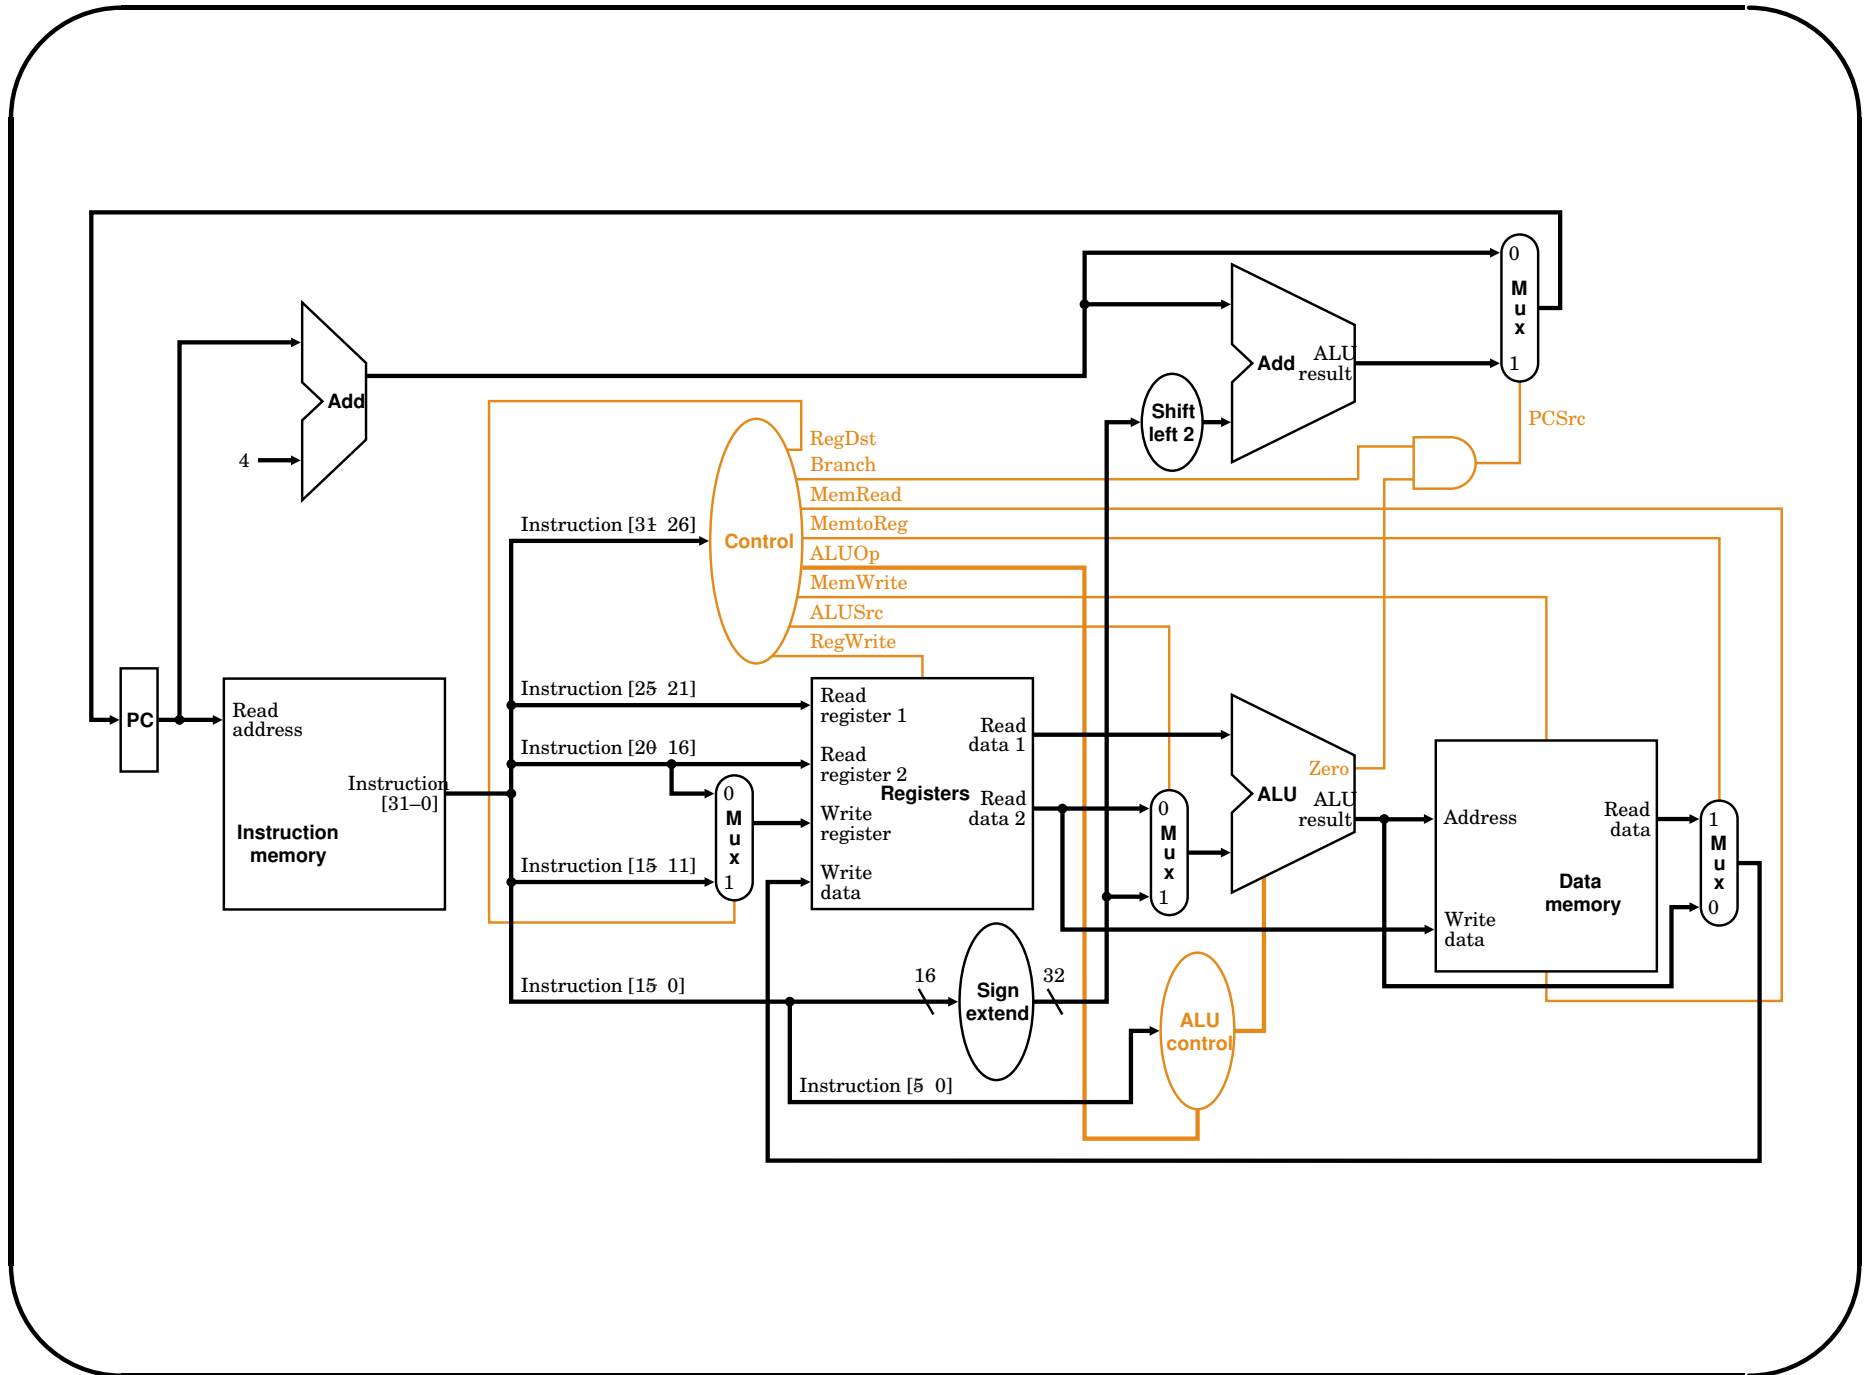 0
M
u
x
1
Add
ALU
result
Add
4
Shift
left 2
PCSrc
RegDst
Branch
MemRead
MemtoReg
ALUOp
MemWrite
ALUSrc
RegWrite
Control
Instruction [31 26]
Instruction [25 21]
Instruction [20 16]
Instruction [15 11]
Instruction [15 0]
Instruction [5 0]
PC
Read
address
Instruction
[31–0]
Instruction
memory
0
M
u
x
1
Read
register 1
Read
register 2
Write
register
Write
data
Registers
Read
data 1
Read
data 2
0
M
u
x
1
Zero
ALU
ALU
result
Address
Write
data
Read
data
Data
memory
1
M
u
x
0
16
Sign
extend
32
ALU
control